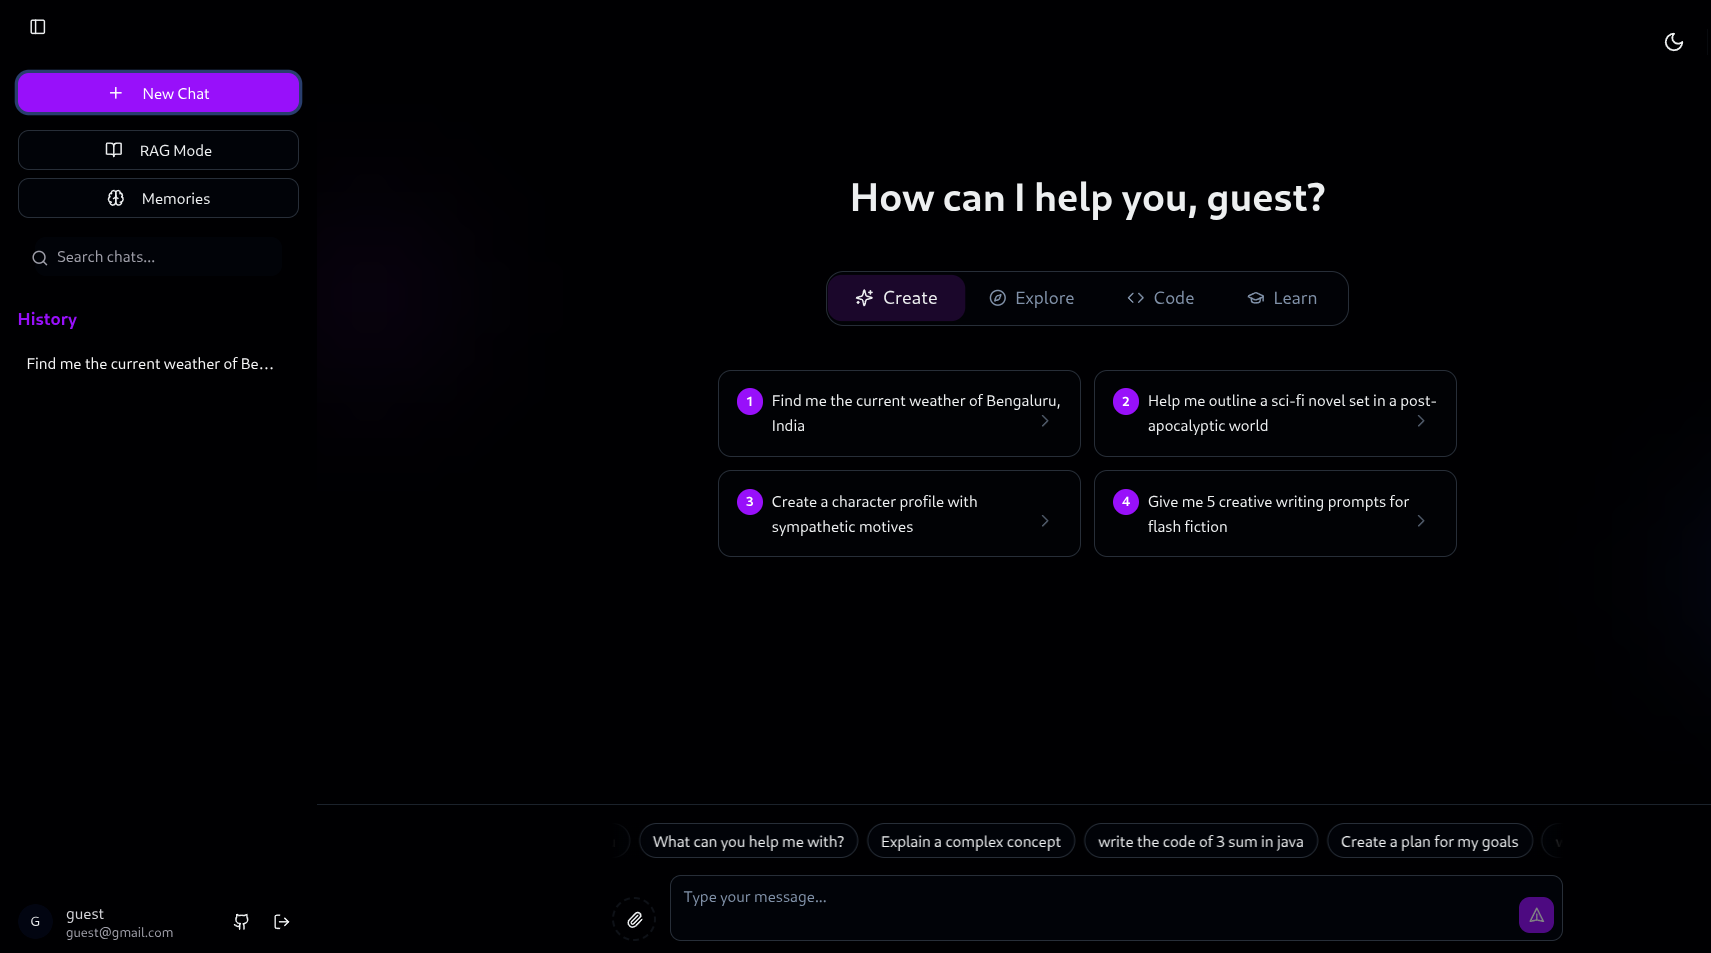 New Chat
RAG Mode
Memories
Search chats...
History
Find me the current weather of Be...
G
guest
guest@gmail.com
How can I help you, guest?
Create
Explore
Code
Learn
1
Find me the current weather of Bengaluru,
India
2
Help me outline a sci-fi novel set in a post-
apocalyptic world
3
Create a character profile with
sympathetic motives
4
Give me 5 creative writing prompts for
flash fiction
What can you help me with?
Explain a complex concept
write the code of 3 sum in java
Create a plan for my goals
Type your message...